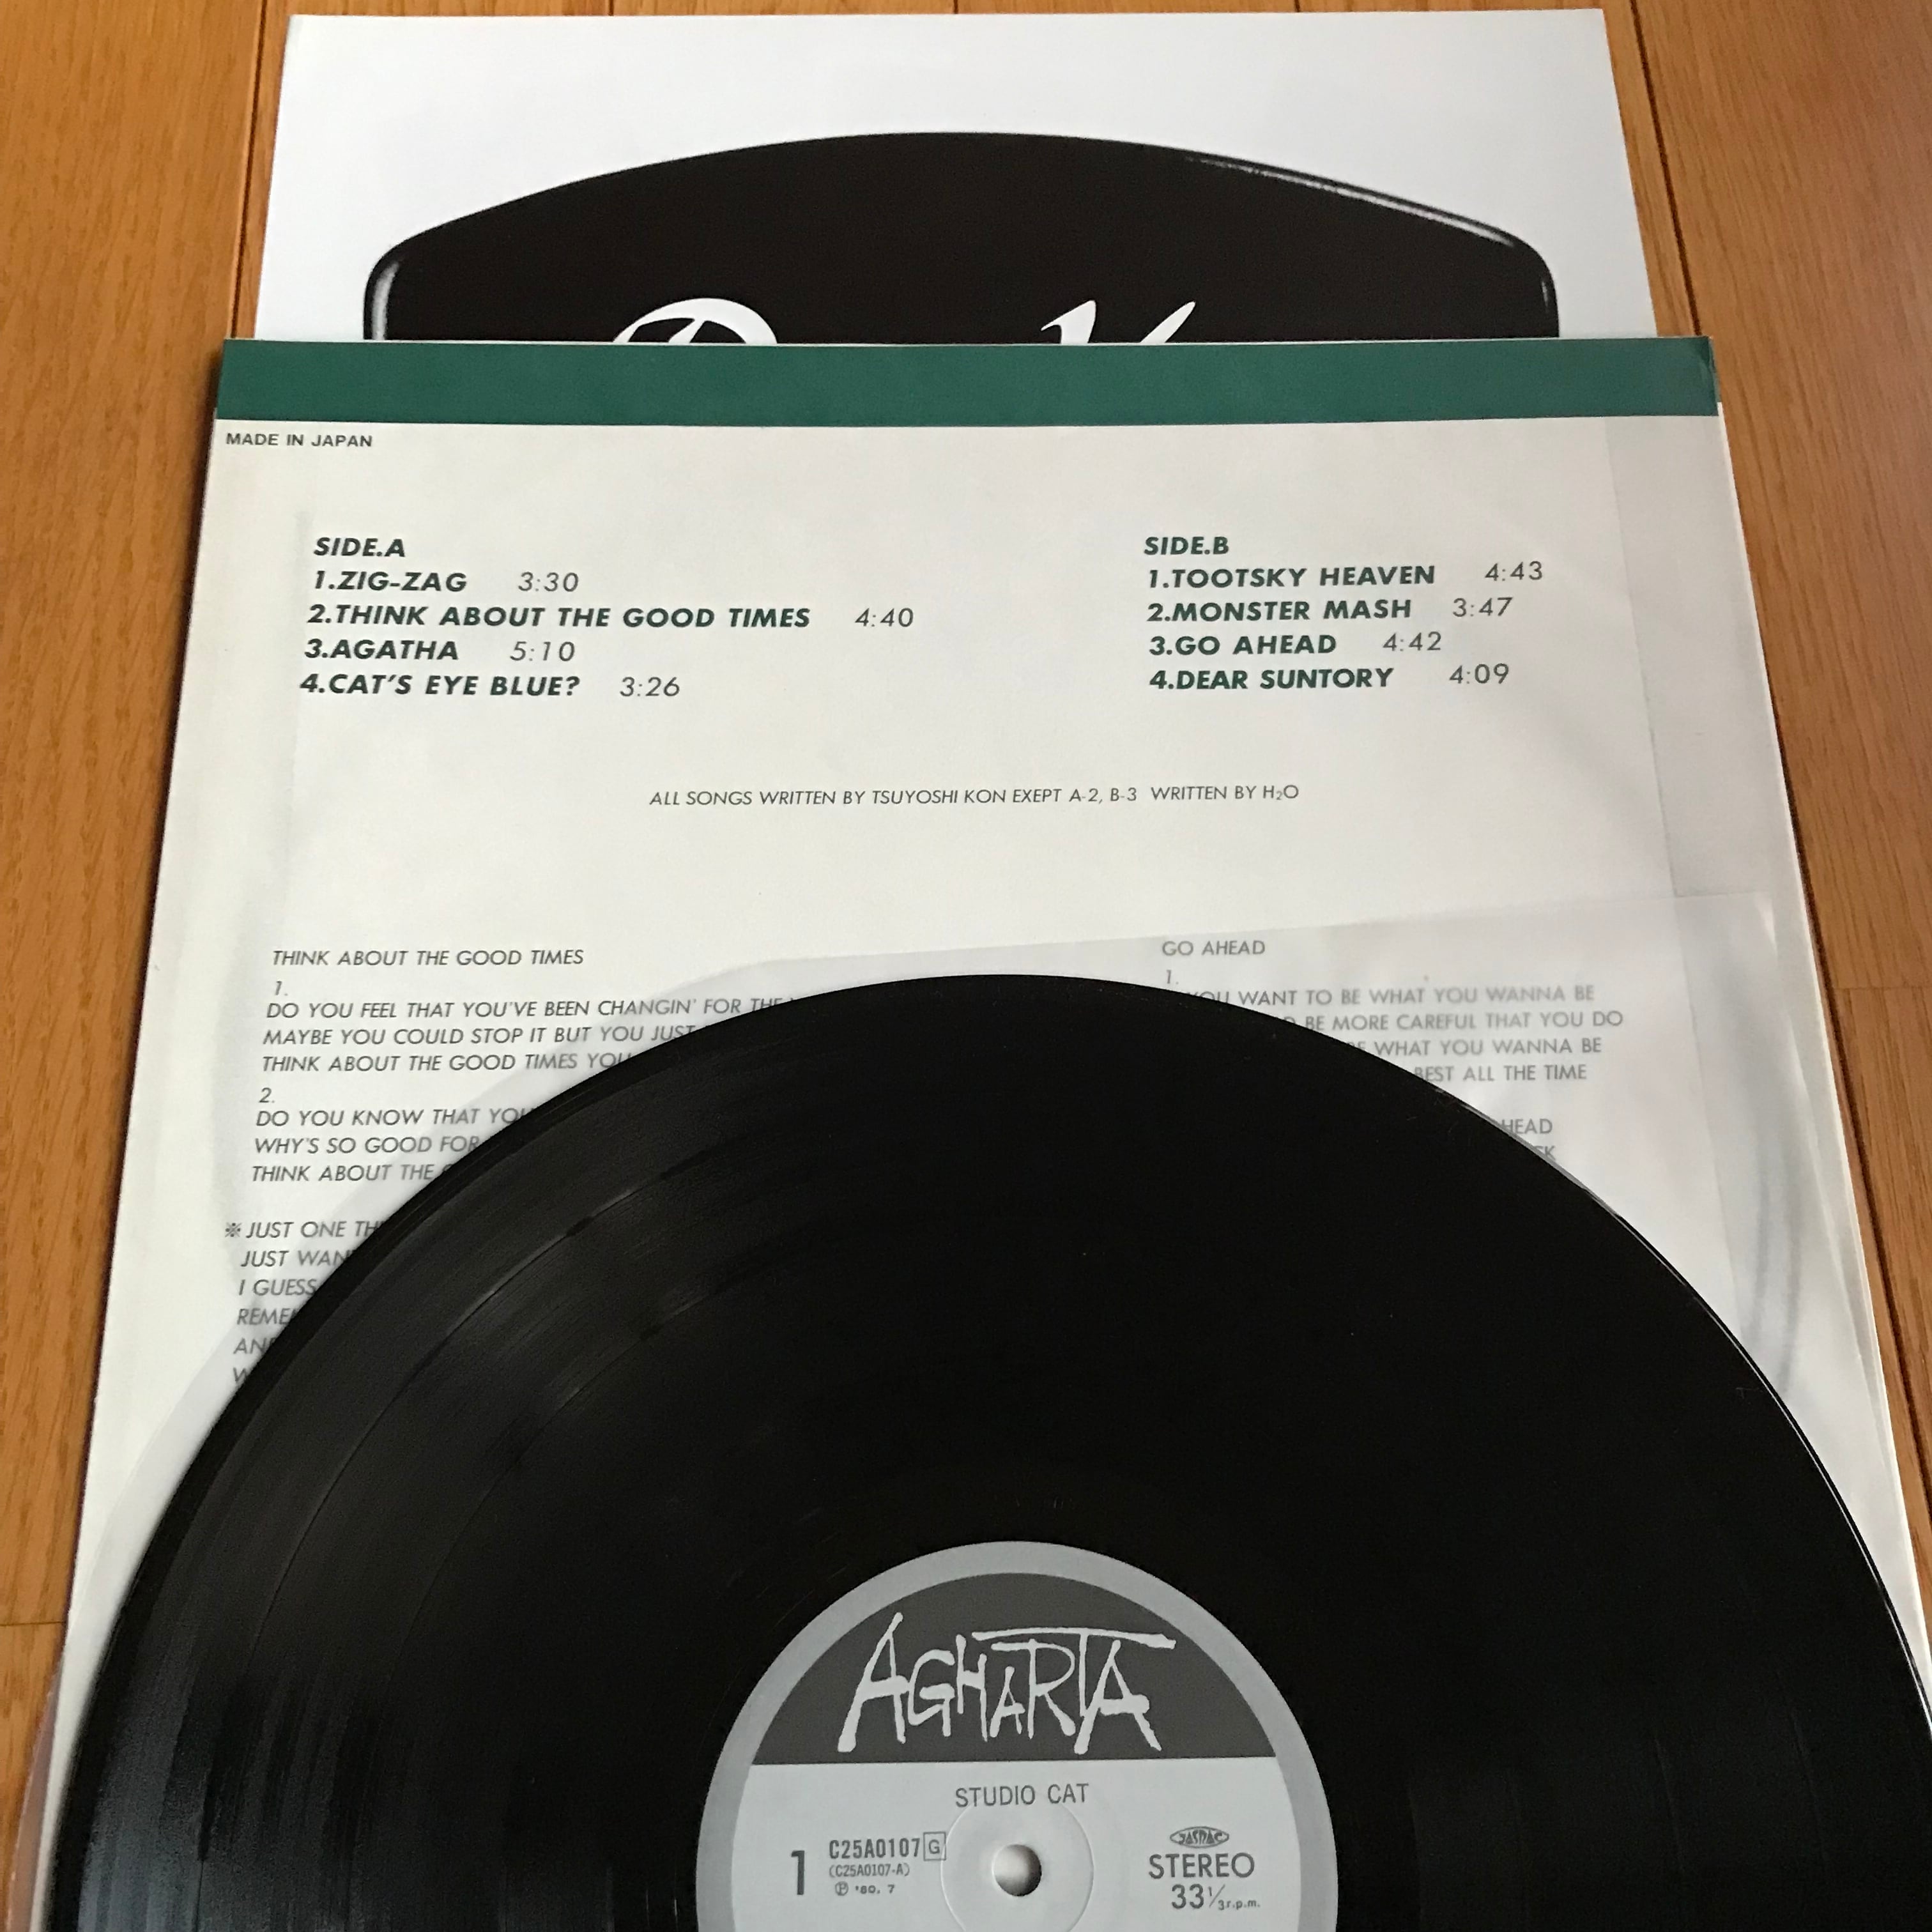 MADE IN JAPAN
SIDE.A
1.ZIG-ZAG 3:30
2.THINK ABOUT THE GOOD TIMES 4:40
3.AGATHA 5:10
4.CAT'S EYE BLUE? 3:26
SIDE.B
1.TOOTSKY HEAVEN 4:43
2.MONSTER MASH 3:47
3.GO AHEAD 4:42
4.DEAR SUNTORY 4:09
ALL SONGS WRITTEN BY TSUYOSHI KON EXEPT A-2, B-3 WRITTEN BY H₂O
THINK ABOUT THE GOOD TIMES
1.
DO YOU FEEL THAT YOU'VE BEEN CHANGIN' FOR THE
MAYBE YOU COULD STOP IT BUT YOU JUST
THINK ABOUT THE GOOD TIMES YOU
2.
DO YOU KNOW THAT YOU
WHY'S SO GOOD FOR
THINK ABOUT THE
※JUST ONE
JUST
I GUESS
GO AHEAD
1.
YOU WANT TO BE WHAT YOU WANNA BE
BE MORE CAREFUL THAT YOU DO
WHAT YOU WANNA BE
BEST ALL THE TIME
AGHARTA
STUDIO CAT
1
C25A0107 G
(C25A0107-A)
Ⓟ '80. 7
JASRAC
STEREO
33 1/3 r.p.m.